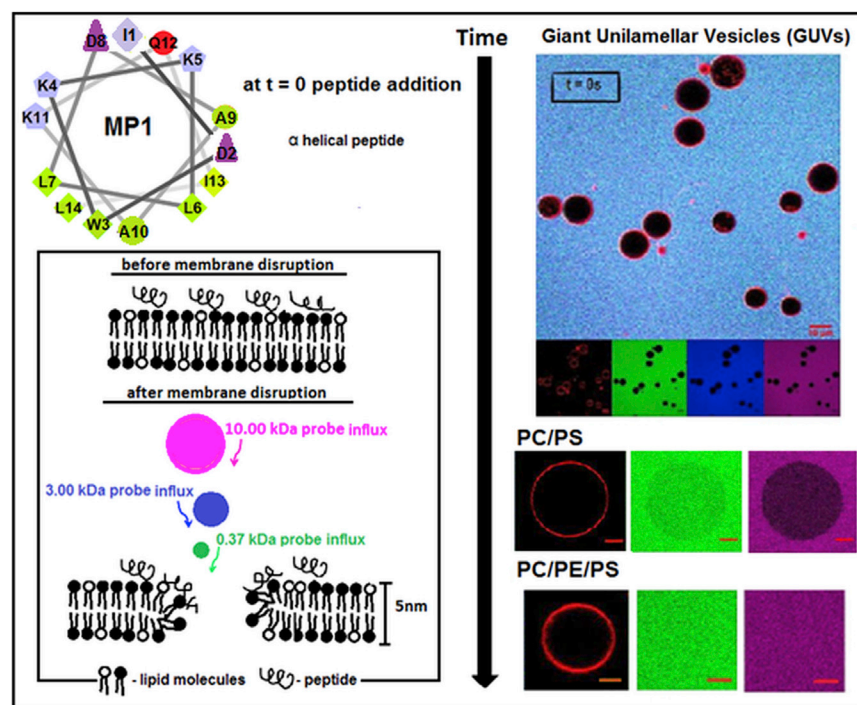 D8
I1
Q12
K5
K4
K11
MP1
A9
D2
L7
I13
L14
L6
W3
A10
at t = 0 peptide addition
α helical peptide
before membrane disruption
after membrane disruption
10.00 kDa probe influx
3.00 kDa probe influx
0.37 kDa probe influx
5nm
- lipid molecules
- peptide
Time
Giant Unilamellar Vesicles (GUVs)
t = 0s
PC/PS
PC/PE/PS